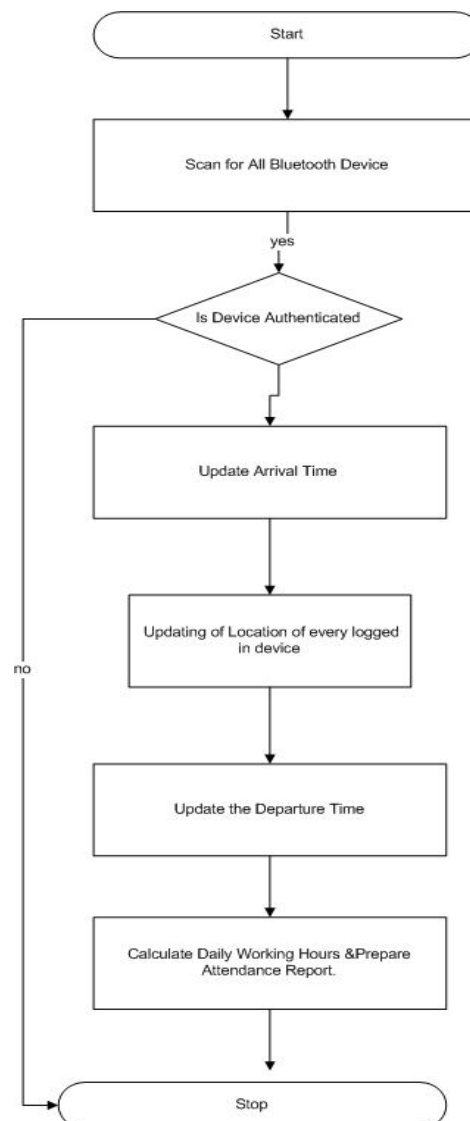 Start
Scan for All Bluetooth Device
yes
Is Device Authenticated
Update Arrival Time
Updating of Location of every logged
in device
no
Update the Departure Time
Calculate Daily Working Hours &Prepare
Attendance Report.
Stop